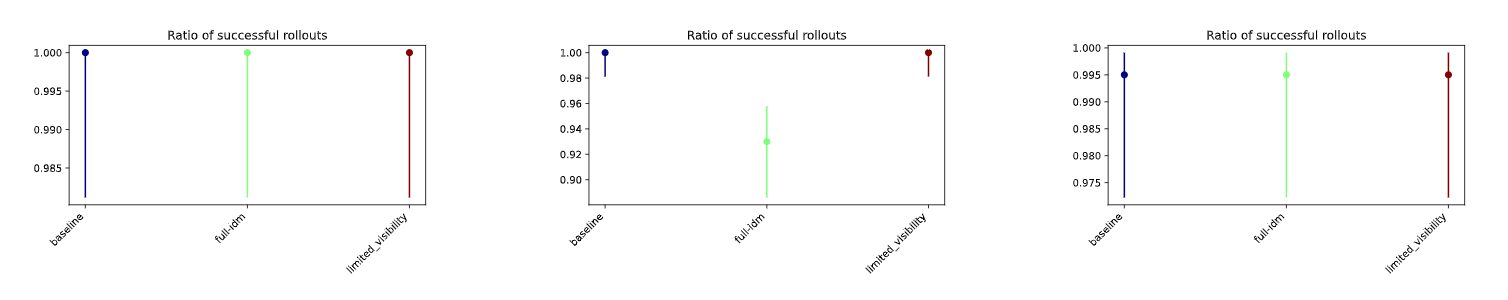 Ratio of successful rollouts
1.000
0.995
0.990
0.985
baseline
full-idm
limited_visibility
Ratio of successful rollouts
1.00
0.98
0.96
0.94
0.92
0.90
baseline
full-idm
limited_visibility
Ratio of successful rollouts
1.000
0.995
0.990
0.985
0.980
0.975
baseline
full-idm
limited_visibility